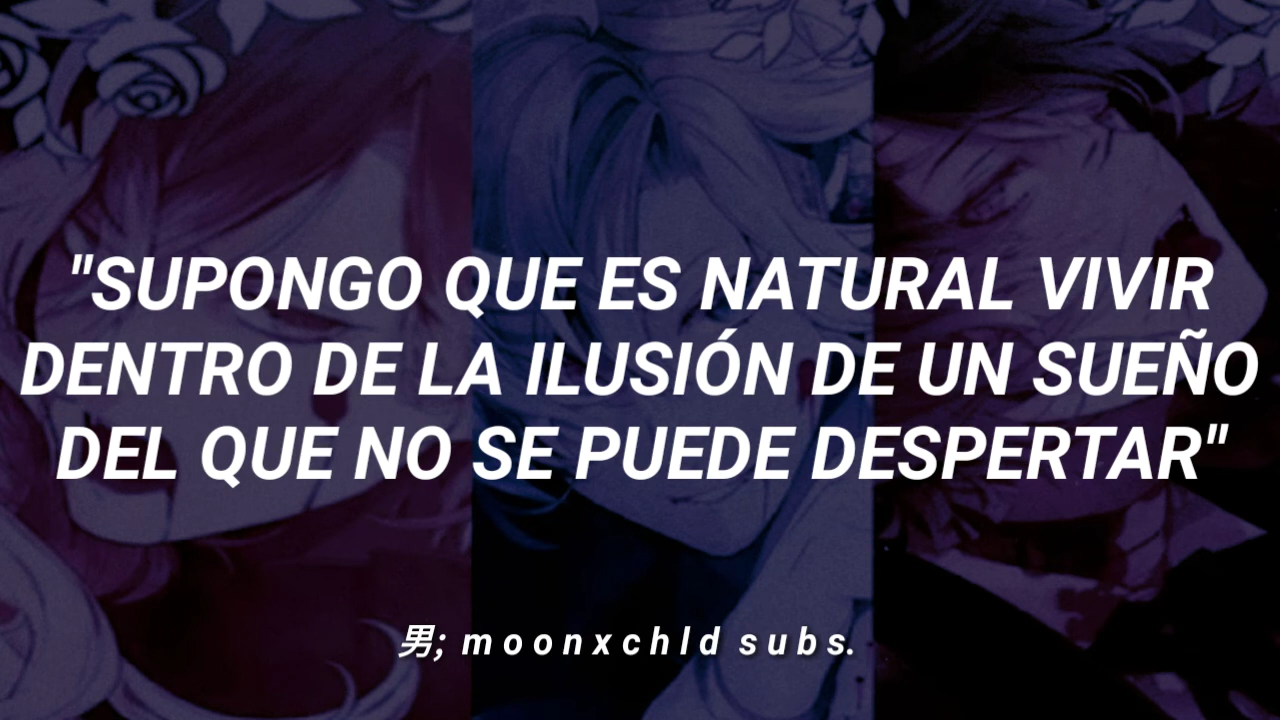 "SUPONGO QUE ES NATURAL VIVIR
DENTRO DE LA ILUSIÓN DE UN SUEÑO
DEL QUE NO SE PUEDE DESPERTAR"
男; moonxchld subs.